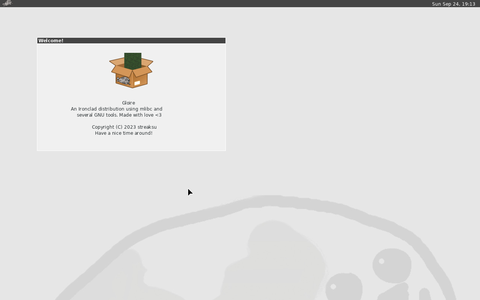 Sun Sep 24, 19:13
Welcome!
Gloire
An Ironclad distribution using mlibc and
several GNU tools. Made with love <3
Copyright (C) 2023 streaksu
Have a nice time around!